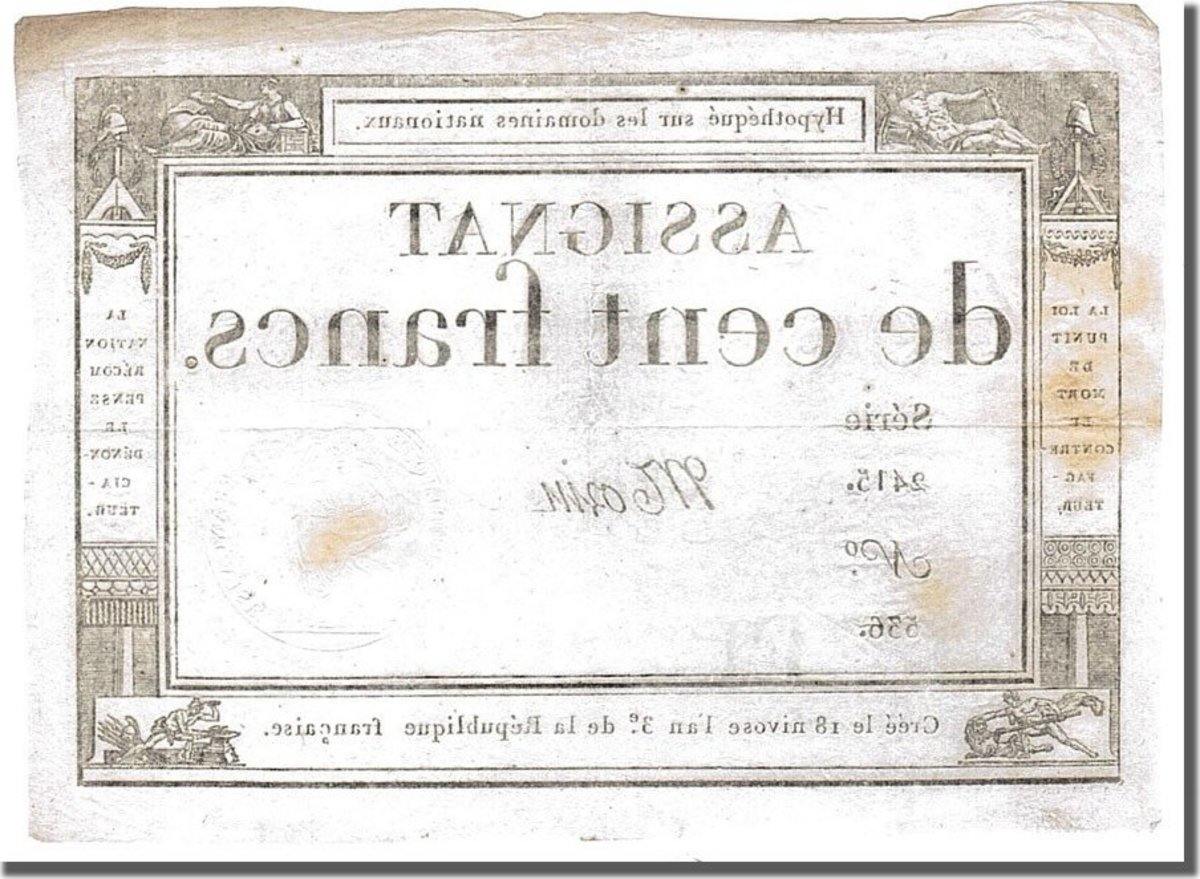 Hypothéqué sur les domaines nationaux.
ASSIGNAT
de cent francs.
Série
2415.
Nº.
536.
LA LOI
PUNIT
DE
MORT
LE
CONTRE-
FAC-
TEUR.
LA
NATION
RÉCOM
PENSE
LE
DÉNON-
CIA-
TEUR.
Créé le 18 nivose l'an 3ᵉ. de la République française.